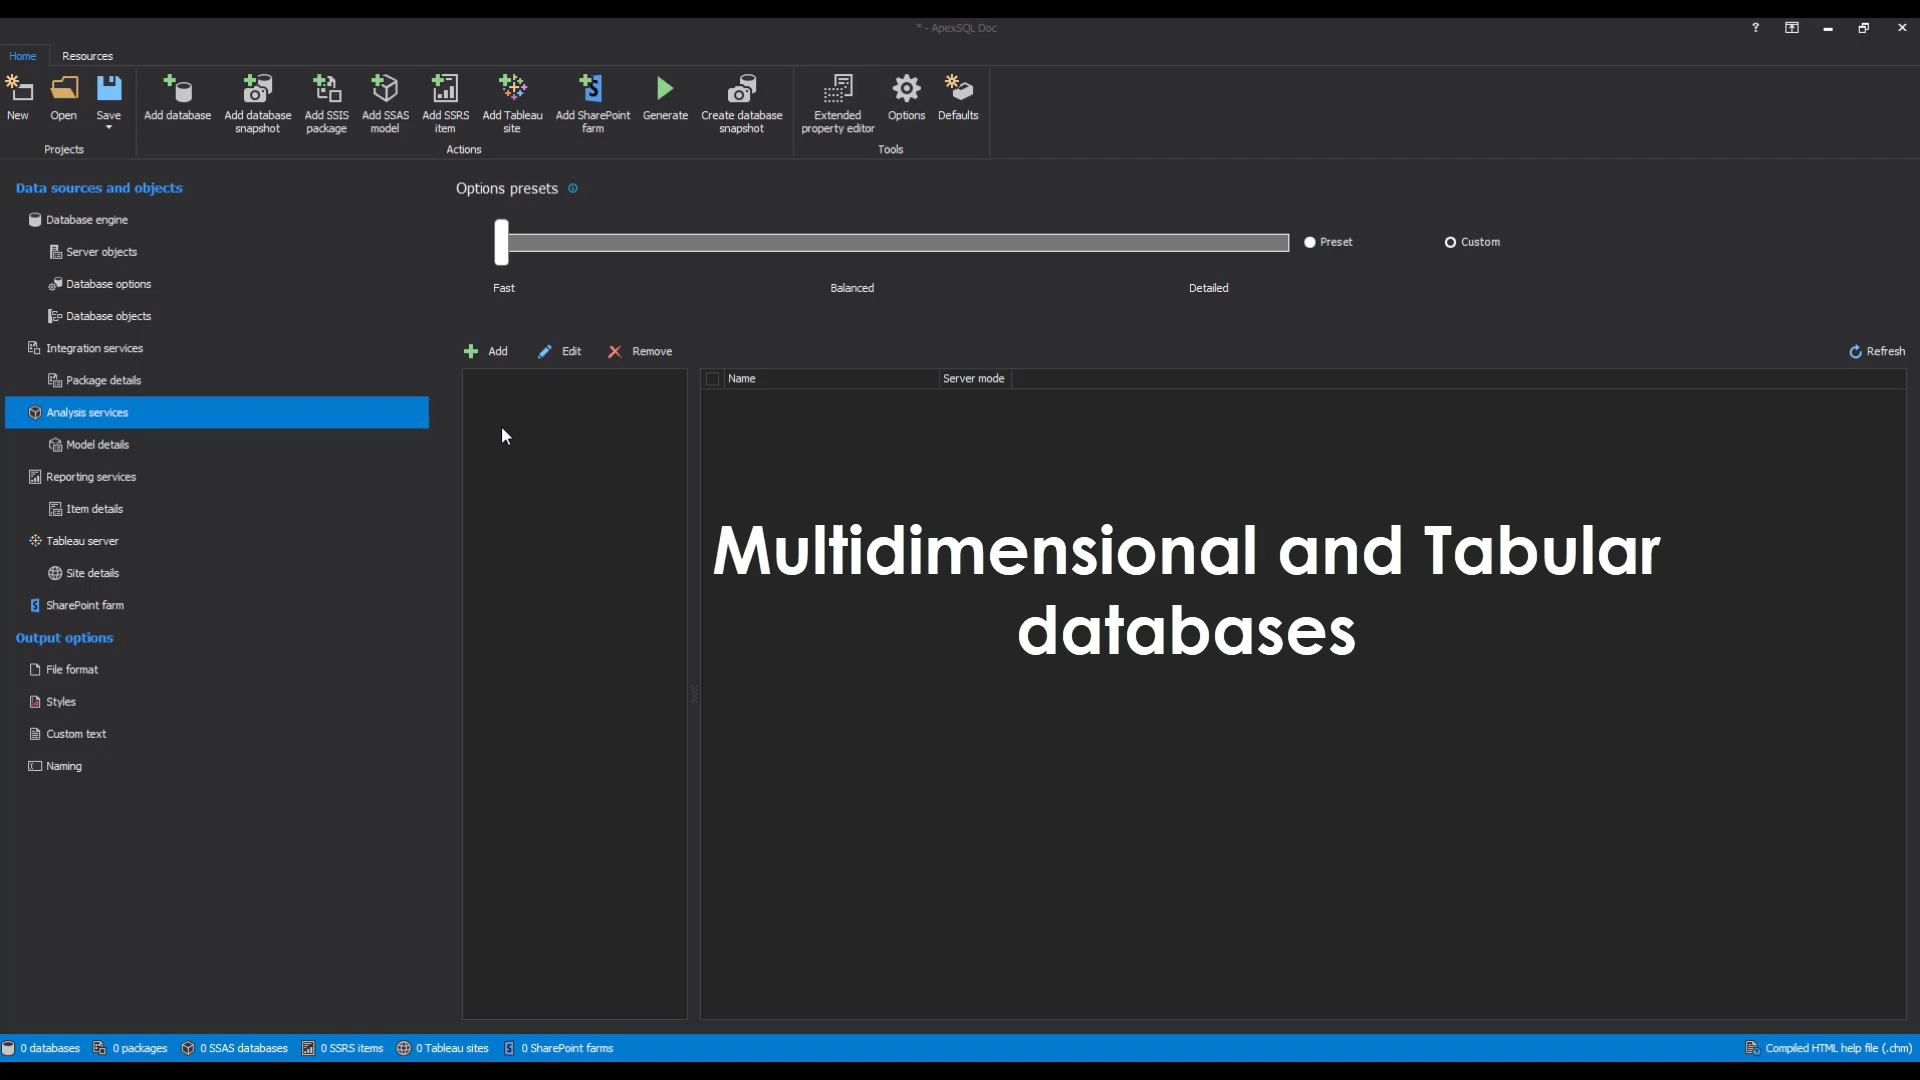 * - ApexSQL Doc
?
Home Resources
New Open Save Add database Add database snapshot Add SSIS package Add SSAS model Add SSRS item Add Tableau site Add SharePoint farm Generate Create database snapshot Extended property editor Options Defaults
Projects Actions Tools
Data sources and objects
Database engine
Server objects
Database options
Database objects
Integration services
Package details
Analysis services
Model details
Reporting services
Item details
Tableau server
Site details
SharePoint farm
Output options
File format
Styles
Custom text
Naming
Options presets
Preset Custom
Fast Balanced Detailed
Add Edit Remove Refresh
Name Server mode
Multidimensional and Tabular
databases
0 databases 0 packages 0 SSAS databases 0 SSRS items 0 Tableau sites 0 SharePoint farms Compiled HTML help file (.chm)